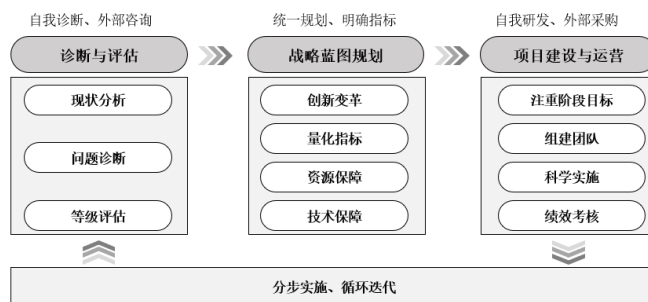 自我诊断、外部咨询
统一规划、明确指标
自我研发、外部采购
诊断与评估
战略蓝图规划
项目建设与运营
现状分析
问题诊断
等级评估
创新变革
量化指标
资源保障
技术保障
注重阶段目标
组建团队
科学实施
绩效考核
分步实施、循环迭代